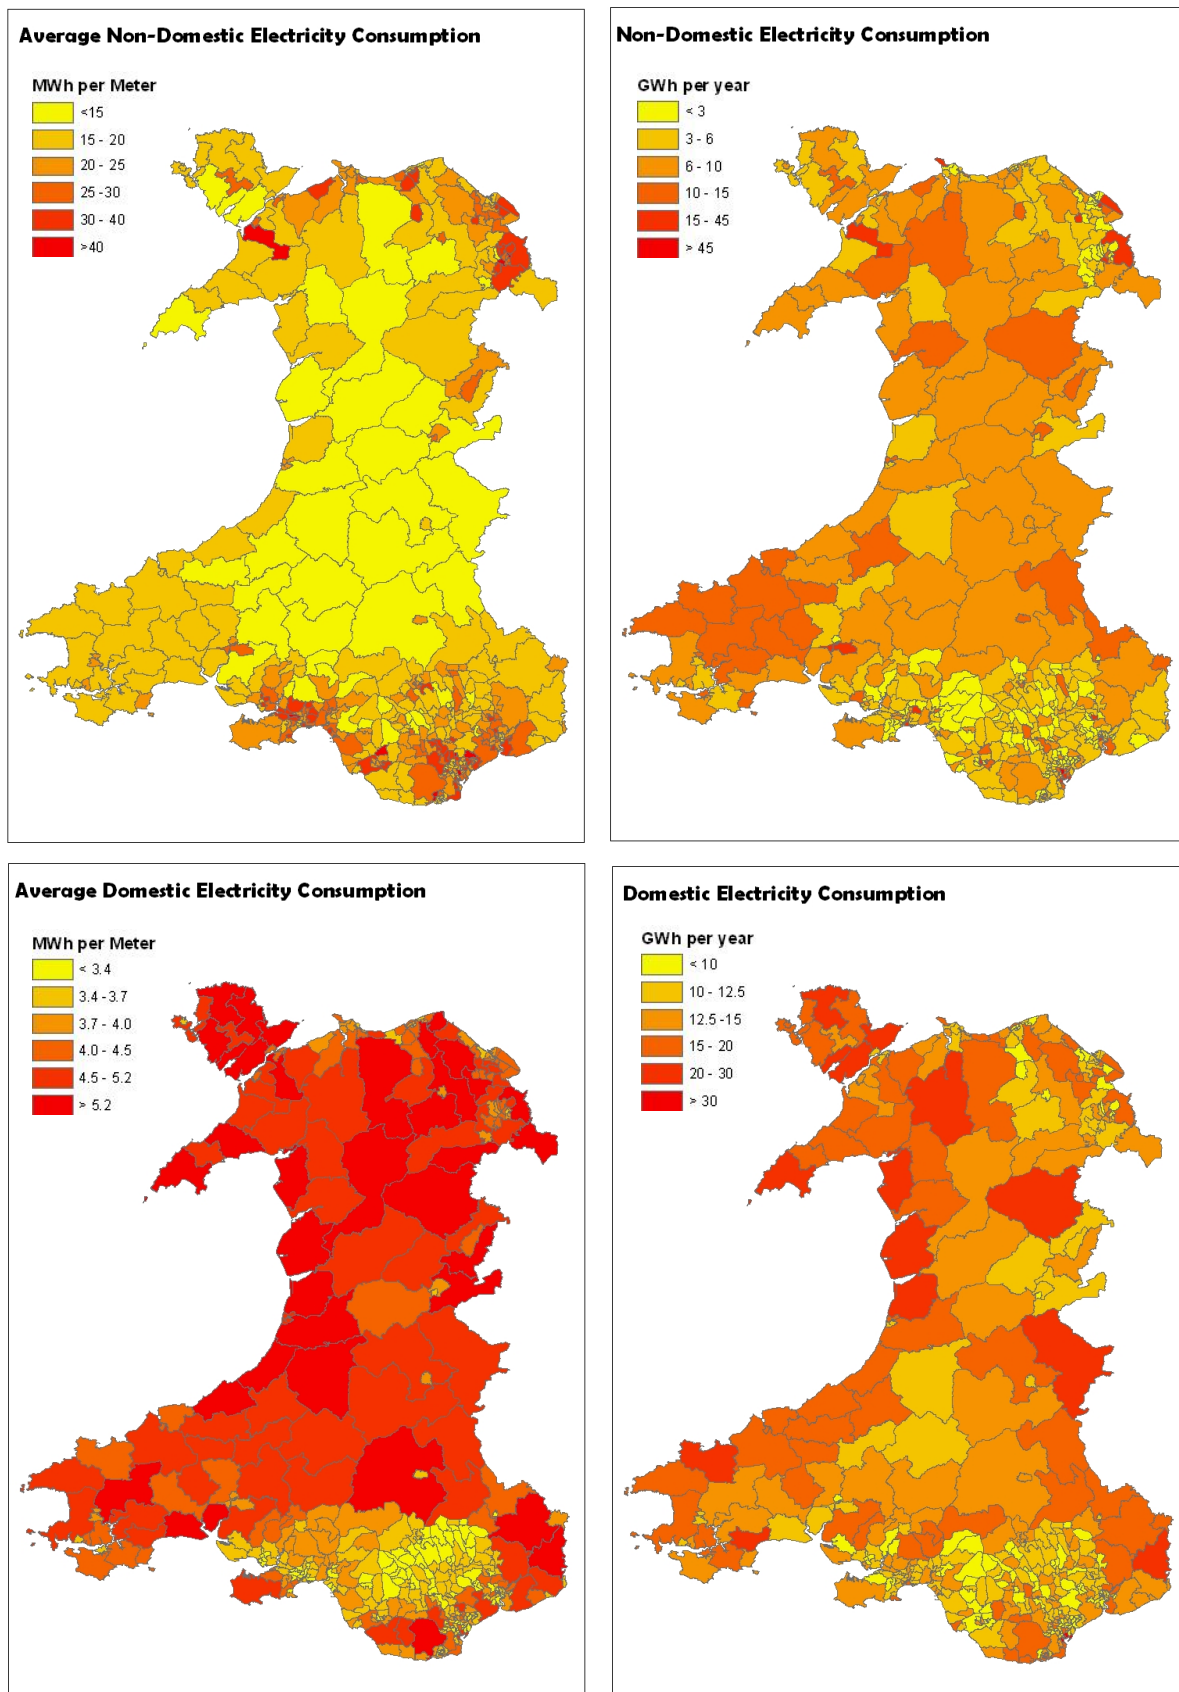 Average Non-Domestic Electricity Consumption
MWh per Meter
<15
15 - 20
20 - 25
25 -30
30 - 40
>40
Non-Domestic Electricity Consumption
GWh per year
< 3
3 - 6
6 - 10
10 - 15
15 - 45
> 45
Average Domestic Electricity Consumption
MWh per Meter
< 3.4
3.4 - 3.7
3.7 - 4.0
4.0 - 4.5
4.5 - 5.2
> 5.2
Domestic Electricity Consumption
GWh per year
< 10
10 - 12.5
12.5 -15
15 - 20
20 - 30
> 30